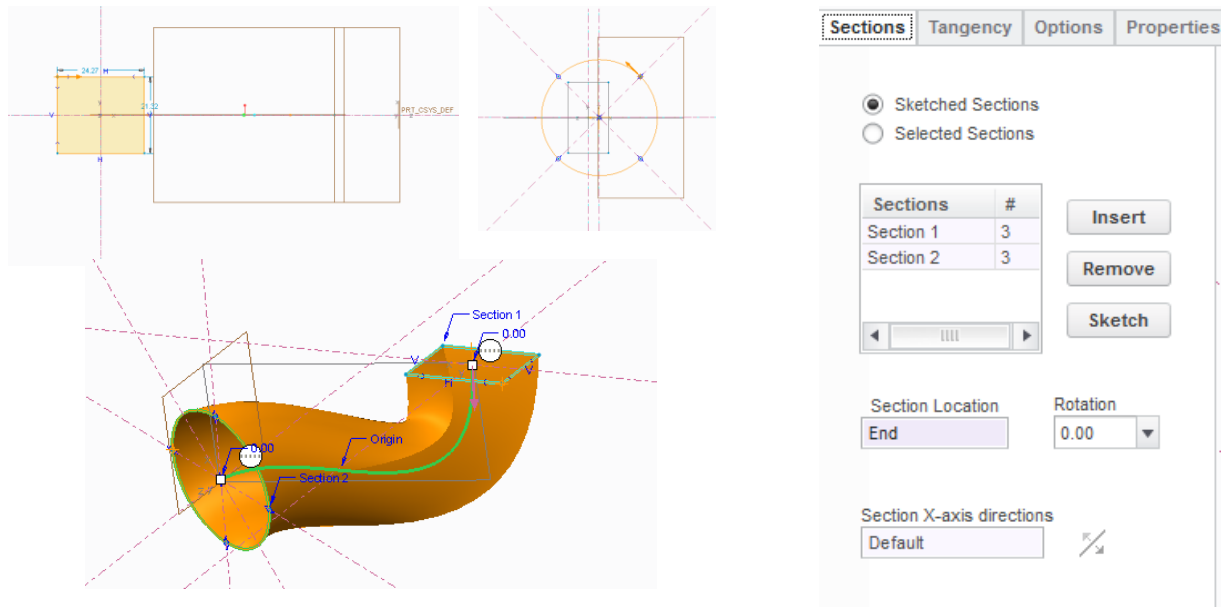 24.27
H
21.32
V
V
H
PRT_CSYS_DEF
Section 1
0.00
V
H
V
0.00
Origin
Section 2
Z
Sections Tangency Options Properties
Sketched Sections
Selected Sections
Sections #
Section 1 3
Section 2 3
Insert
Remove
Sketch
Section Location
Rotation
End
0.00
Section X-axis directions
Default